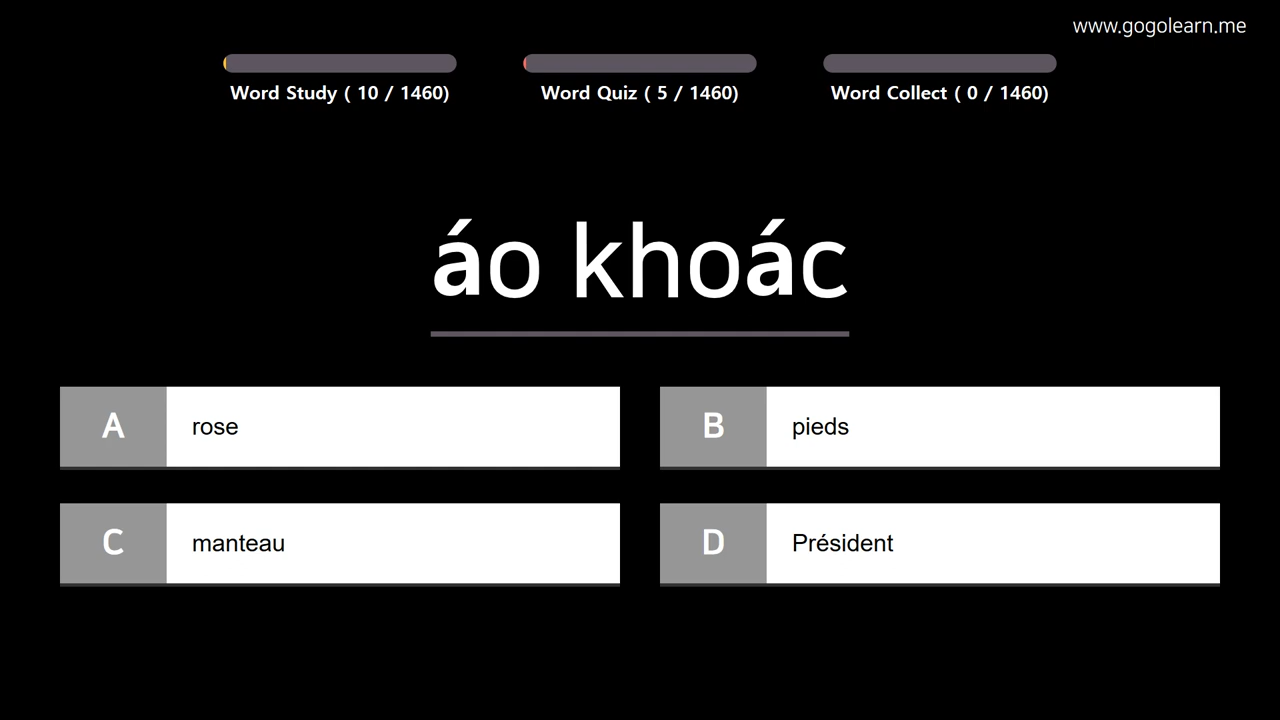 www.gogolearn.me
Word Study ( 10 / 1460)
Word Quiz ( 5 / 1460)
Word Collect ( 0 / 1460)
áo khoác
A rose
B pieds
C manteau
D Président